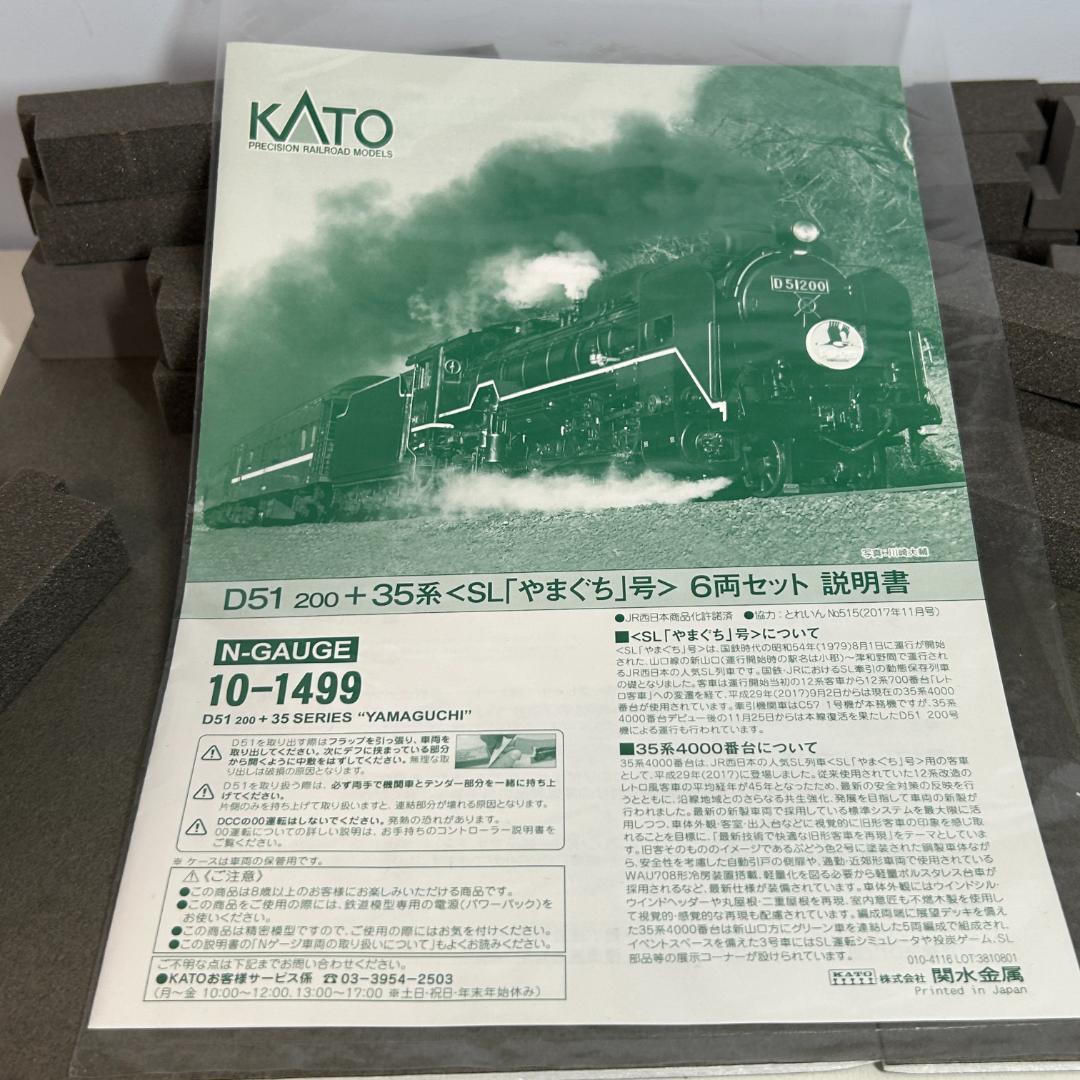 KATO
PRECISION RAILROAD MODELS
D51200
写真:川崎大輔
D51 200+35系<SL「やまぐち」号> 6両セット 説明書
●JR西日本商品化許諾済 ●協力:とれいん No515(2017年11月号)
N-GAUGE
10-1499
D51 200 + 35 SERIES “YAMAGUCHI”
D51を取り出す際はフラップを引っ張り、車両を
取り出してください。次にデフに挟まっている部分
から開くように中敷をはずしてください。無理な取
り出しは破損の原因となります。
D51を取り扱う際は、必ず両手で機関車とテンダー部分を一緒に持ち上
げてください。
片側のみを持ち上げて取り扱いますと、連結部分が壊れる原因となります。
DCCの00運転はしないでください。発熱の恐れがあります。
00運転についての詳しい説明は、お手持ちのコントローラー説明書を
ご覧ください。
※ ケースは車両の保管用です。
⚠《ご注意》
●この商品は8歳以上のお客様にお楽しみいただける商品です。
●この商品をご使用の際には、鉄道模型専用の電源(パワーパック)を
お使いください。
●この商品は精密模型ですので、ご使用の際にはお気を付けください。
●この説明書の「Nゲージ車両の取り扱いについて」もよくお読みください。
ご不明な点は下記までお問い合わせください。
●KATOお客様サービス係 ☎03-3954-2503
(月~金 10:00~12:00、13:00~17:00 ※土日・祝日・年末年始休み)
■<SL「やまぐち」号>について
<SL「やまぐち」号>は、国鉄時代の昭和54年(1979)8月1日に運行が開始
された、山口線の新山口(運行開始時の駅名は小郡)~津和野間で運行され
るJR西日本の人気SL列車です。国鉄・JRにおけるSL牽引の動態保存列車
の礎となりました。客車は運行開始当初の12系客車から12系700番台「レト
ロ客車」への変遷を経て、平成29年(2017)9月2日からは現在の35系4000
番台が使用されています。牽引機関車はC57 1号機が本務機ですが、35系
4000番台デビュー後の11月25日からは本線復活を果たしたD51 200号
機による運行も行われています。
■35系4000番台について
35系4000番台は、JR西日本の人気SL列車<SL「やまぐち」号>用の客車
として、平成29年(2017)に登場しました。従来使用されていた12系改造の
レトロ風客車の平均経年が45年となったため、最新の安全対策の反映を行
うとともに、沿線地域とのさらなる共生強化、発展を目指して車両の新製が
行われました。最新の新製車両で採用している標準システムを最大限に活
用しつつ、車体外観・客室・出入台などに視覚的に旧形客車の印象を感じ取
れることを目標に、「最新技術で快適な旧形客車を再現」をテーマとしていま
す。旧客そのもののイメージであるぶどう色2号に塗装された鋼製車体なが
ら、安全性を考慮した自動引戸の側扉や、通勤・近郊形車両で使用されている
WAU708形冷房装置搭載、軽量化を図る必要から軽量ボルスタレス台車が
採用されるなど、最新仕様が装備されています。車体外観にはウインドシル・
ウインドヘッダーや丸屋根・二重屋根を再現、室内意匠も不燃木製を使用し
て視覚的・感覚的な再現も配慮されています。編成両端に展望デッキを備え
た35系4000番台は新山口方にグリーン車を連結した5両編成で組成され、
イベントスペースを備えた3号車にはSL運転シミュレータや投炭ゲーム、SL
部品等の展示コーナーが設けられています。
010-4116 LOT:3810801
KATO 株式会社 関水金属
Printed in Japan